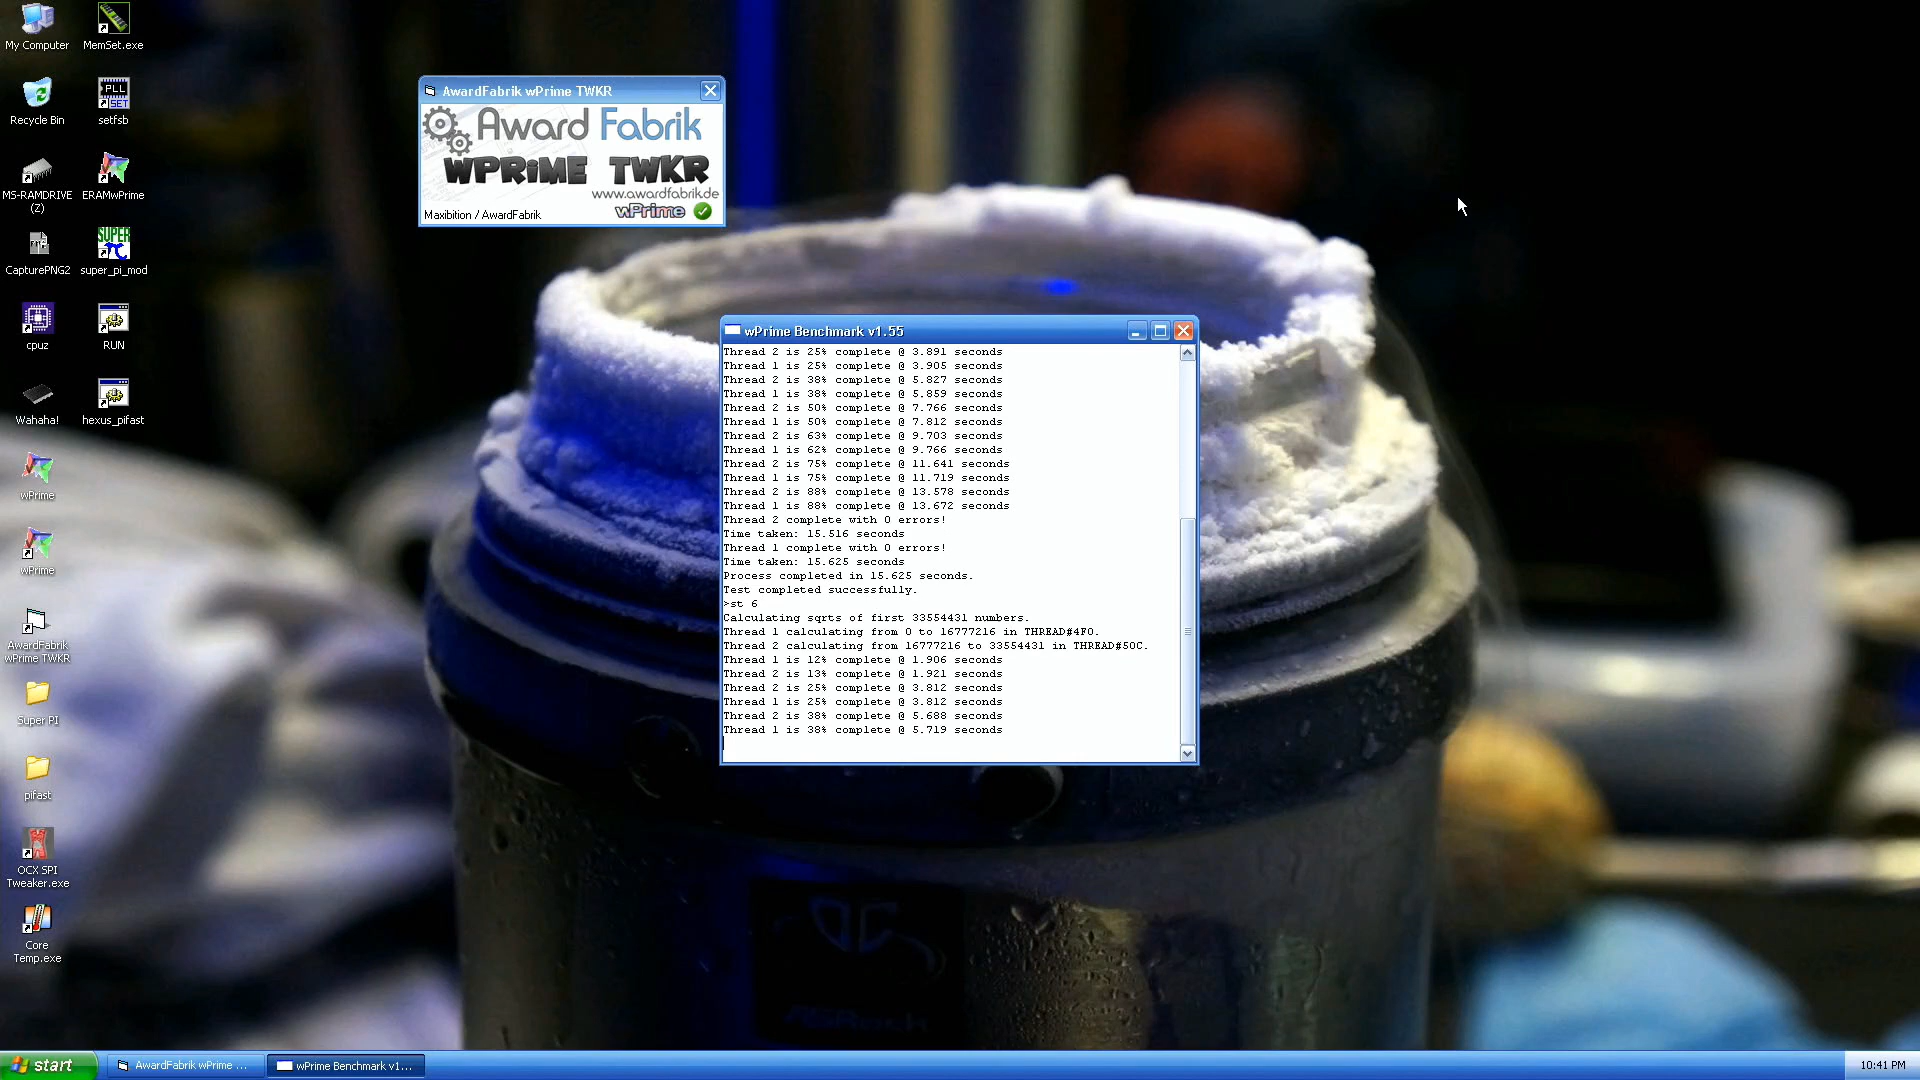 My Computer
MemSet.exe
Recycle Bin
PLL
SET
setfsb
MS-RAMDRIVE
(Z)
ERAMwPrime
CapturePNG2
SUPER
super_pi_mod
cpuz
RUN
Wahaha!
hexus_pifast
wPrime
wPrime
AwardFabrik
wPrime TWKR
Super PI
pifast
OCX SPI
Tweaker.exe
Core
Temp.exe
AwardFabrik wPrime TWKR
Award Fabrik
WPRiME TWKR
www.awardfabrik.de
Maxibition / AwardFabrik
wPrime
wPrime Benchmark v1.55
Thread 2 is 25% complete @ 3.891 seconds
Thread 1 is 25% complete @ 3.905 seconds
Thread 2 is 38% complete @ 5.827 seconds
Thread 1 is 38% complete @ 5.859 seconds
Thread 2 is 50% complete @ 7.766 seconds
Thread 1 is 50% complete @ 7.812 seconds
Thread 2 is 63% complete @ 9.703 seconds
Thread 1 is 62% complete @ 9.766 seconds
Thread 2 is 75% complete @ 11.641 seconds
Thread 1 is 75% complete @ 11.719 seconds
Thread 2 is 88% complete @ 13.578 seconds
Thread 1 is 88% complete @ 13.672 seconds
Thread 2 complete with 0 errors!
Time taken: 15.516 seconds
Thread 1 complete with 0 errors!
Time taken: 15.625 seconds
Process completed in 15.625 seconds.
Test completed successfully.
>st 6
Calculating sqrts of first 33554431 numbers.
Thread 1 calculating from 0 to 16777216 in THREAD#4F0.
Thread 2 calculating from 16777216 to 33554431 in THREAD#50C.
Thread 1 is 12% complete @ 1.906 seconds
Thread 2 is 13% complete @ 1.921 seconds
Thread 2 is 25% complete @ 3.812 seconds
Thread 1 is 25% complete @ 3.812 seconds
Thread 2 is 38% complete @ 5.688 seconds
Thread 1 is 38% complete @ 5.719 seconds
ASRock
start
AwardFabrik wPrime ...
wPrime Benchmark v1...
10:41 PM